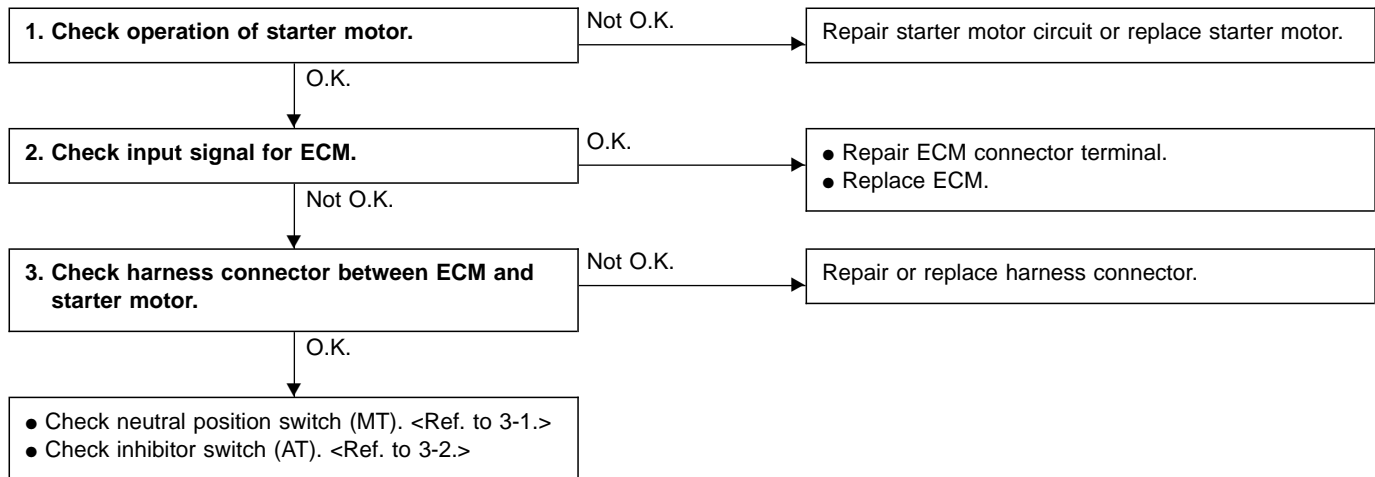 1. Check operation of starter motor.
Not O.K.
Repair starter motor circuit or replace starter motor.
O.K.
2. Check input signal for ECM.
O.K.
● Repair ECM connector terminal.
● Replace ECM.
Not O.K.
3. Check harness connector between ECM and
starter motor.
Not O.K.
Repair or replace harness connector.
O.K.
● Check neutral position switch (MT). <Ref. to 3-1.>
● Check inhibitor switch (AT). <Ref. to 3-2.>